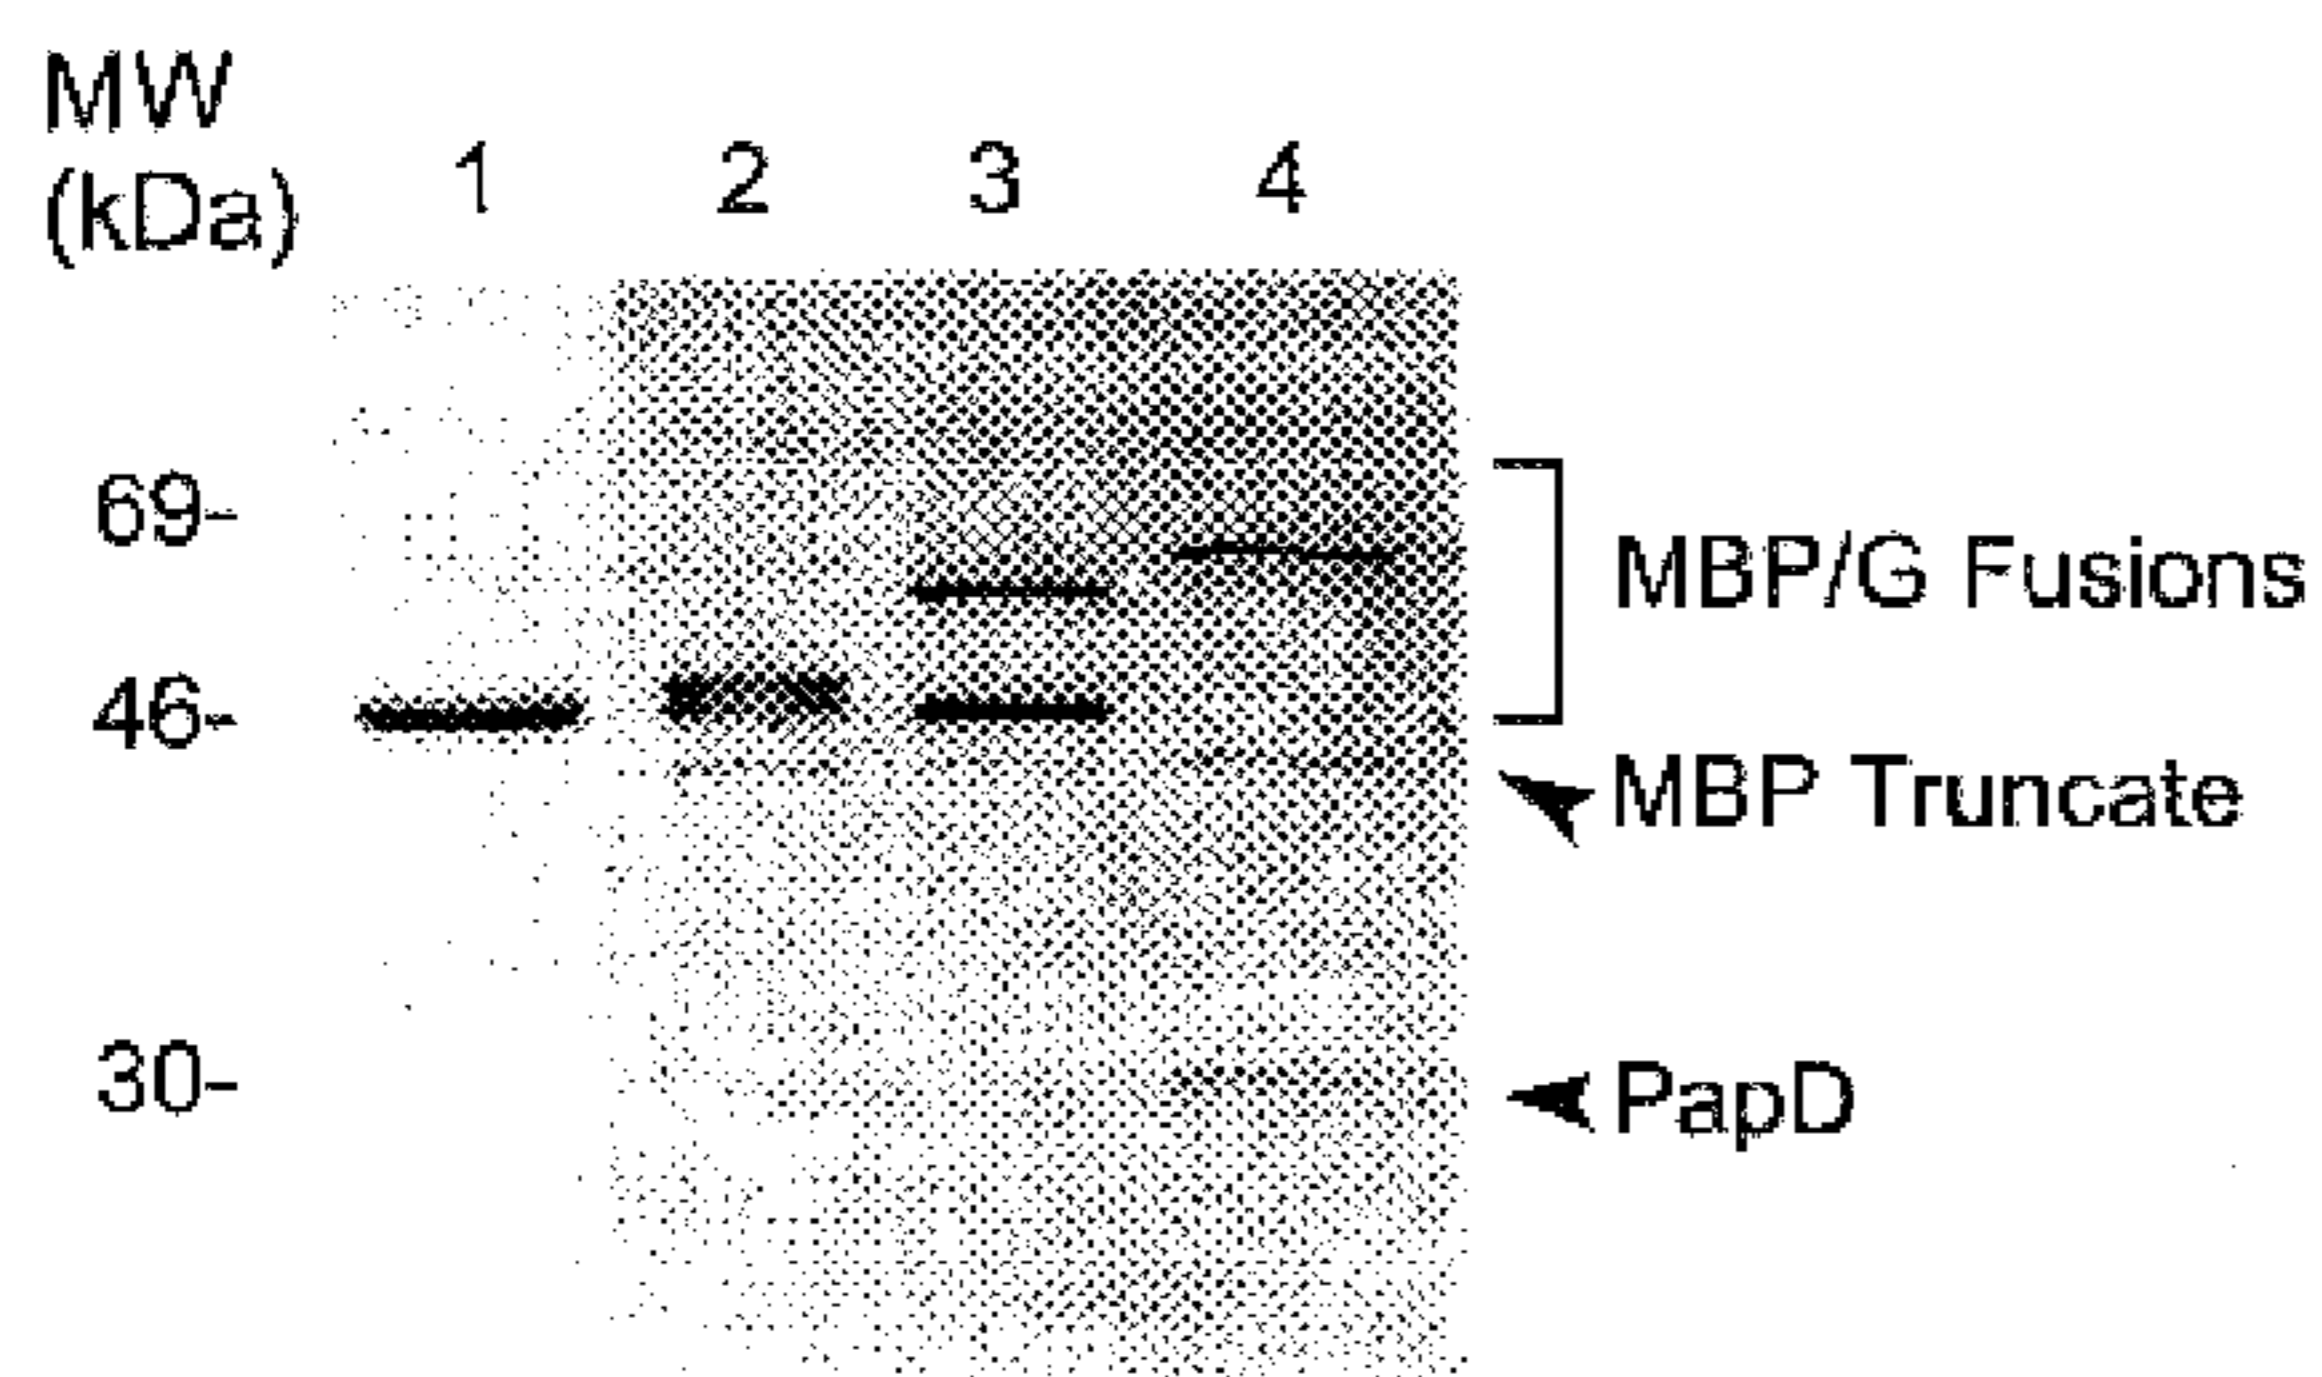 MW
(kDa)
1 2 3 4
69-
46-
30-
MBP/G Fusions
MBP Truncate
PapD